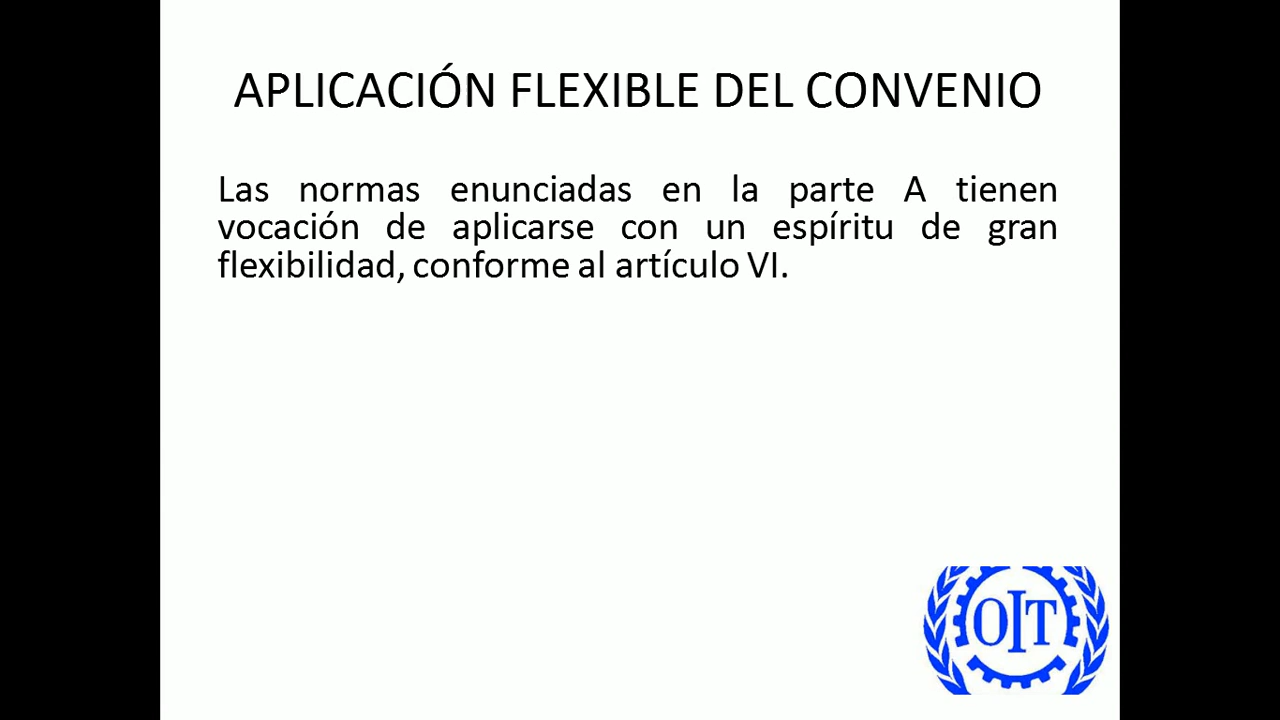 APLICACIÓN FLEXIBLE DEL CONVENIO
Las normas enunciadas en la parte A tienen
vocación de aplicarse con un espíritu de gran
flexibilidad, conforme al artículo VI.
OIT